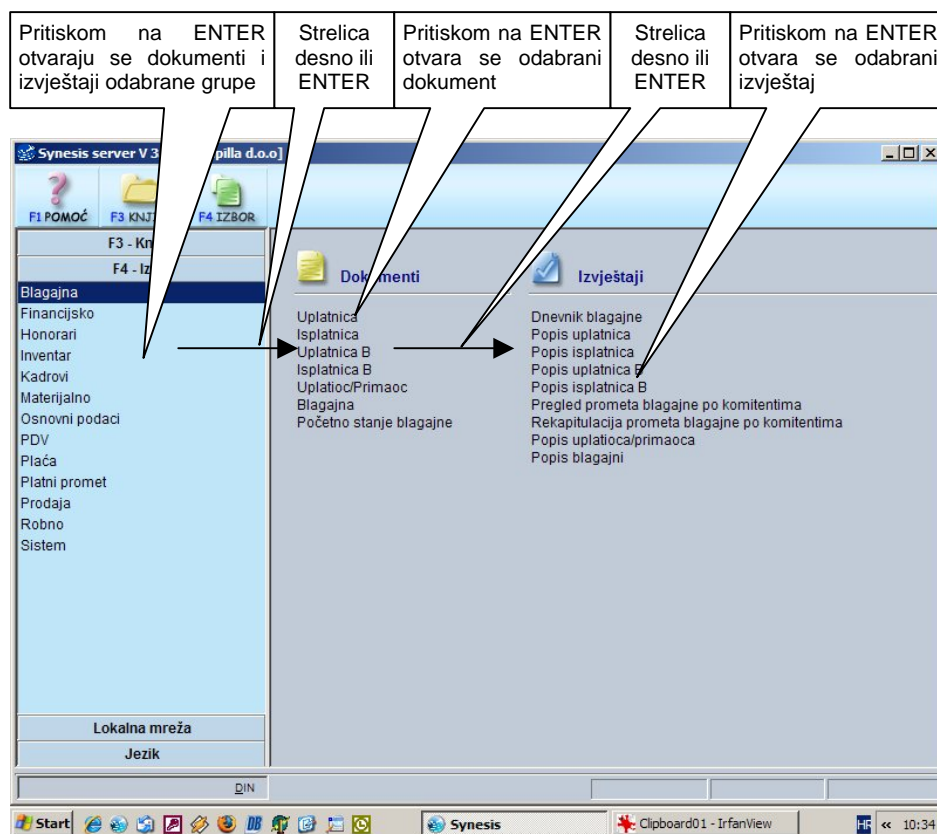 Pritiskom na ENTER
otvaraju se dokumenti i
izvještaji odabrane grupe
Strelica
desno ili
ENTER
Pritiskom na ENTER
otvara se odabrani
dokument
Strelica
desno ili
ENTER
Pritiskom na ENTER
otvara se odabrani
izvještaj
Synesis server V 3 pilla d.o.o]
F1 POMOĆ
F3 KNJ
F4 IZBOR
F3 - Kn
F4 - Iz
Blagajna
Financijsko
Honorari
Inventar
Kadrovi
Materijalno
Osnovni podaci
PDV
Plaća
Platni promet
Prodaja
Robno
Sistem
Lokalna mreža
Jezik
Dokumenti
Uplatnica
Isplatnica
Uplatnica B
Isplatnica B
Uplatioc/Primaoc
Blagajna
Početno stanje blagajne
Izvještaji
Dnevnik blagajne
Popis uplatnica
Popis isplatnica
Popis uplatnica B
Popis isplatnica B
Pregled prometa blagajne po komitentima
Rekapitulacija prometa blagajne po komitentima
Popis uplatioca/primaoca
Popis blagajni
DIN
Start
DB
Synesis
Clipboard01 - IrfanView
HR
« 10:34